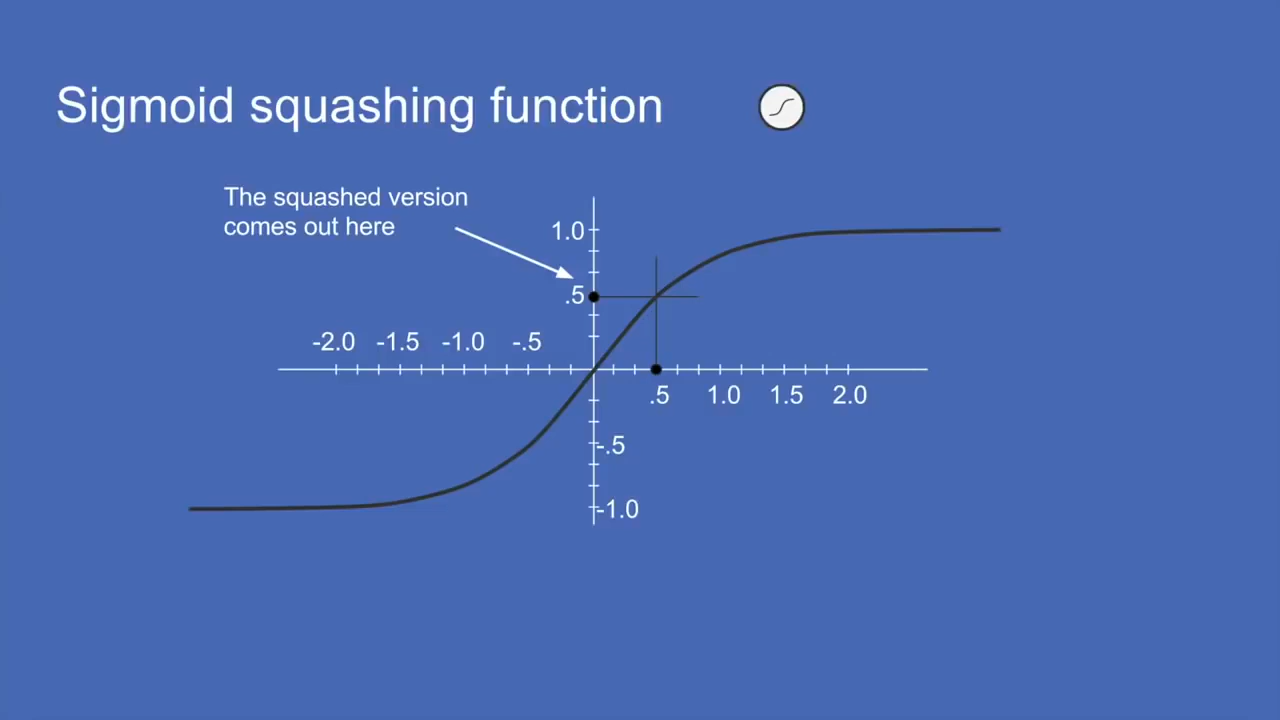 Sigmoid squashing function
The squashed version
comes out here
1.0
.5
-2.0 -1.5 -1.0 -.5
.5 1.0 1.5 2.0
-.5
-1.0